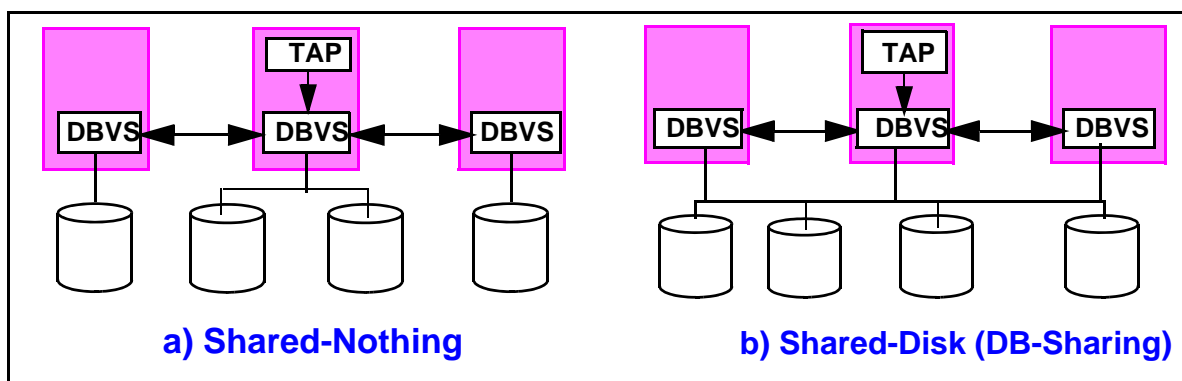 TAP
DBVS
DBVS
DBVS
a) Shared-Nothing
TAP
DBVS
DBVS
DBVS
b) Shared-Disk (DB-Sharing)